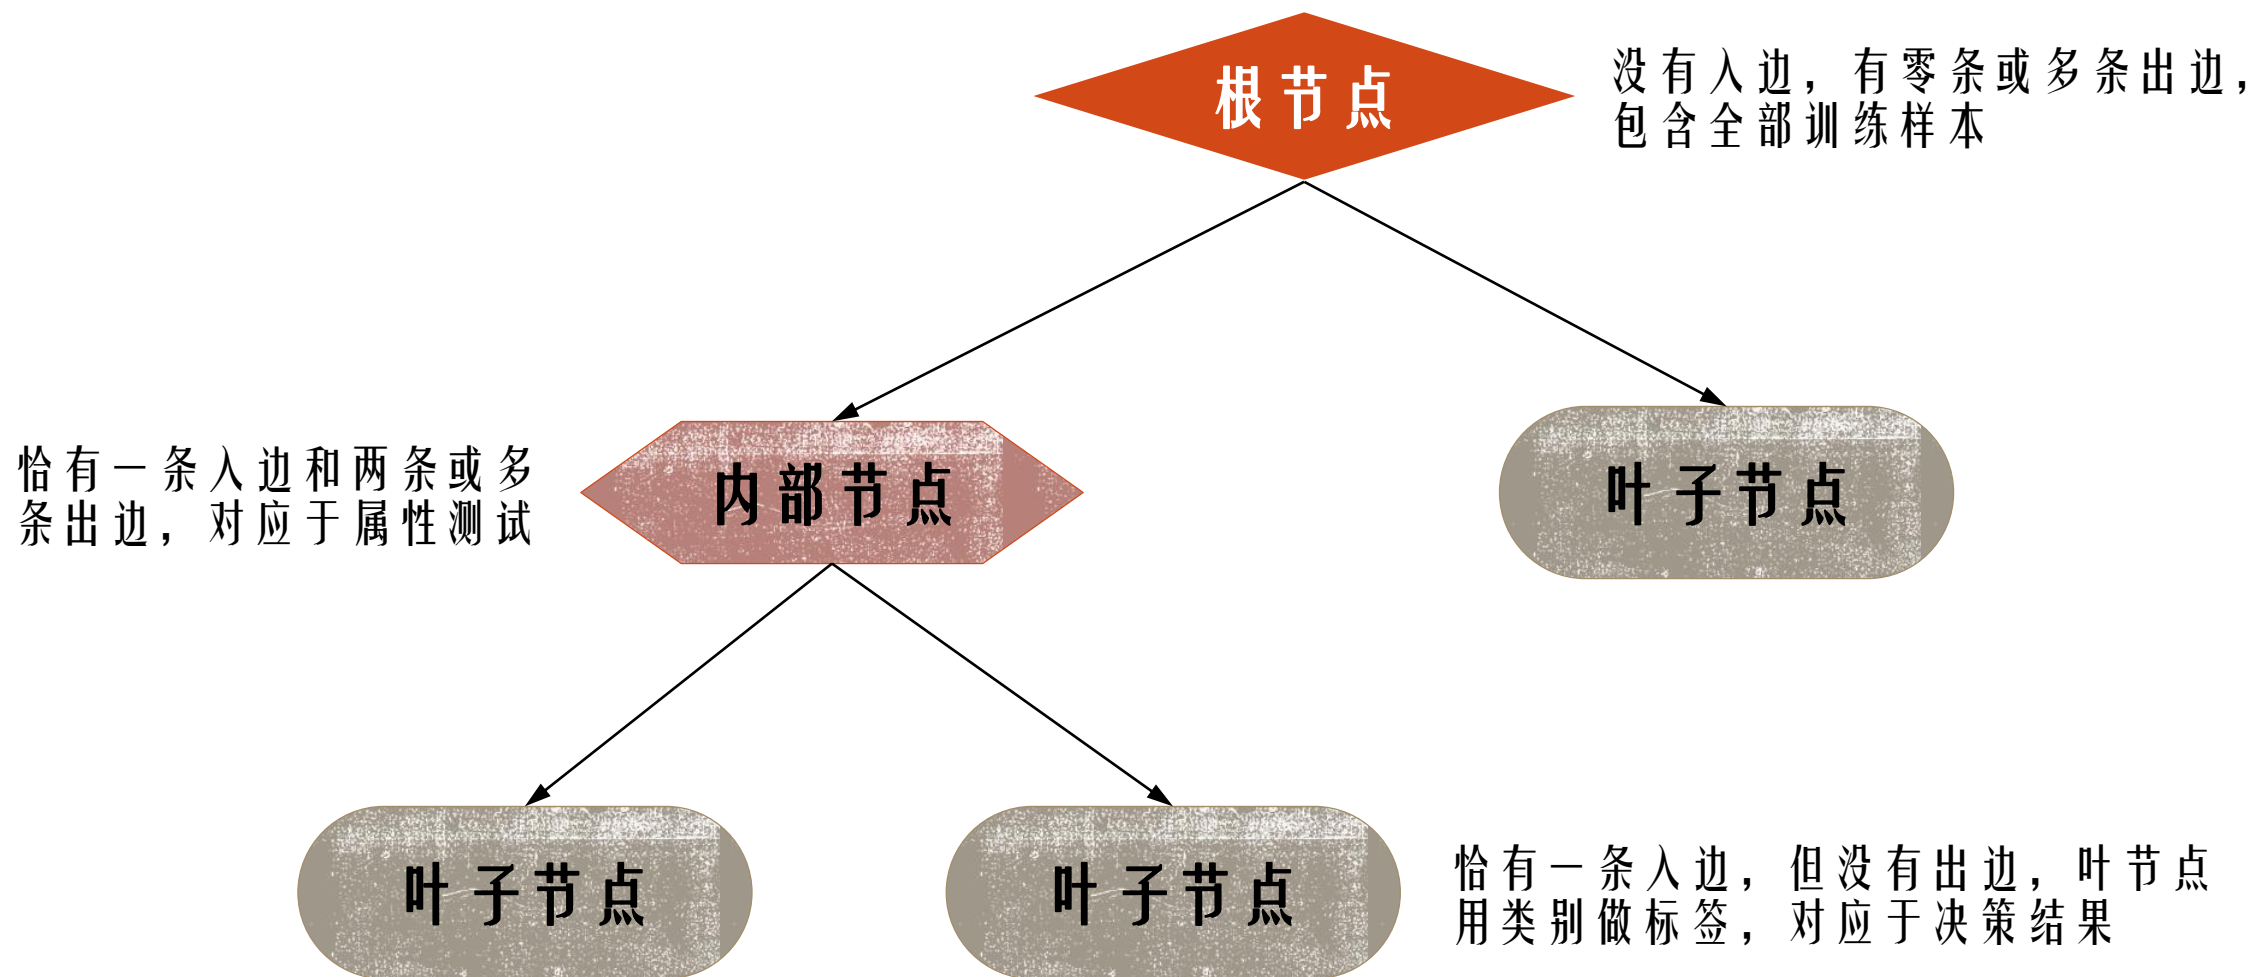 根节点
没有入边，有零条或多条出边，
包含全部训练样本
恰有一条入边和两条或多
条出边，对应于属性测试
内部节点
叶子节点
叶子节点
叶子节点
恰有一条入边，但没有出边，叶节点
用类别做标签，对应于决策结果